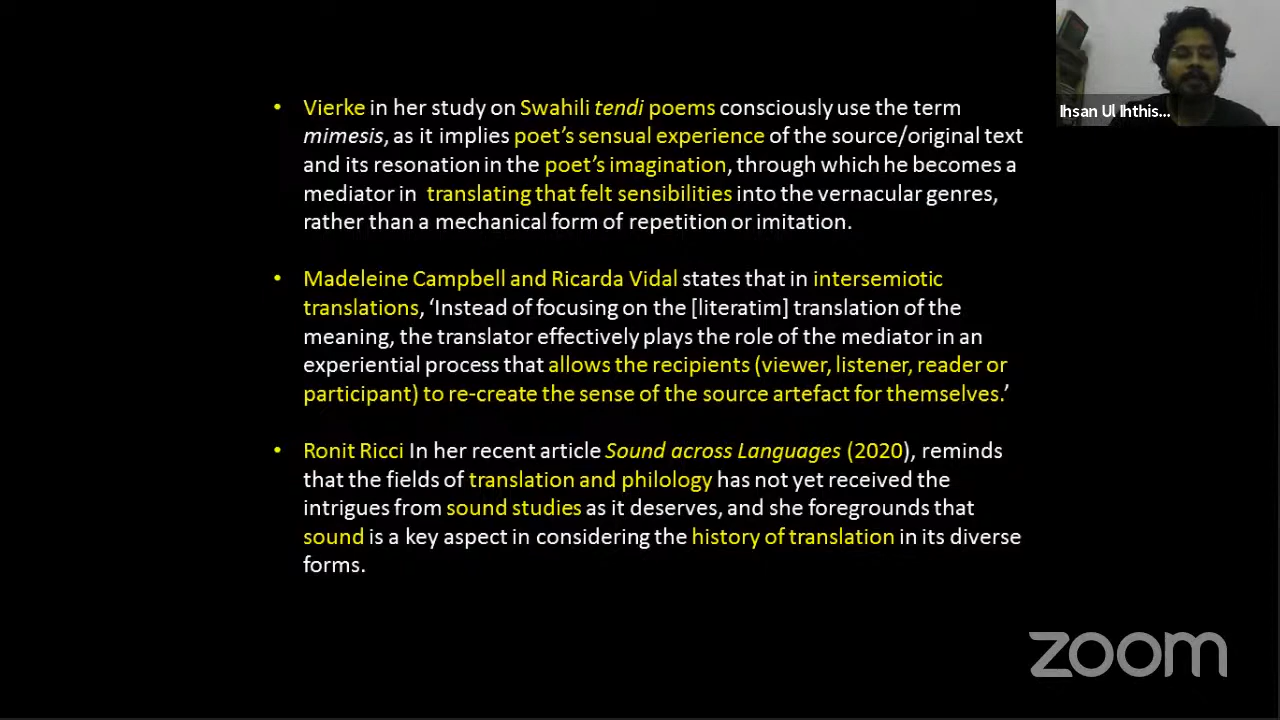 • Vierke in her study on Swahili tendi poems consciously use the term
mimesis, as it implies poet's sensual experience of the source/original text
and its resonation in the poet's imagination, through which he becomes a
mediator in translating that felt sensibilities into the vernacular genres,
rather than a mechanical form of repetition or imitation.
• Madeleine Campbell and Ricarda Vidal states that in intersemiotic
translations, ‘Instead of focusing on the [literatim] translation of the
meaning, the translator effectively plays the role of the mediator in an
experiential process that allows the recipients (viewer, listener, reader or
participant) to re-create the sense of the source artefact for themselves.’
• Ronit Ricci In her recent article Sound across Languages (2020), reminds
that the fields of translation and philology has not yet received the
intrigues from sound studies as it deserves, and she foregrounds that
sound is a key aspect in considering the history of translation in its diverse
forms.
Ihsan Ul Ihthis...
zoom